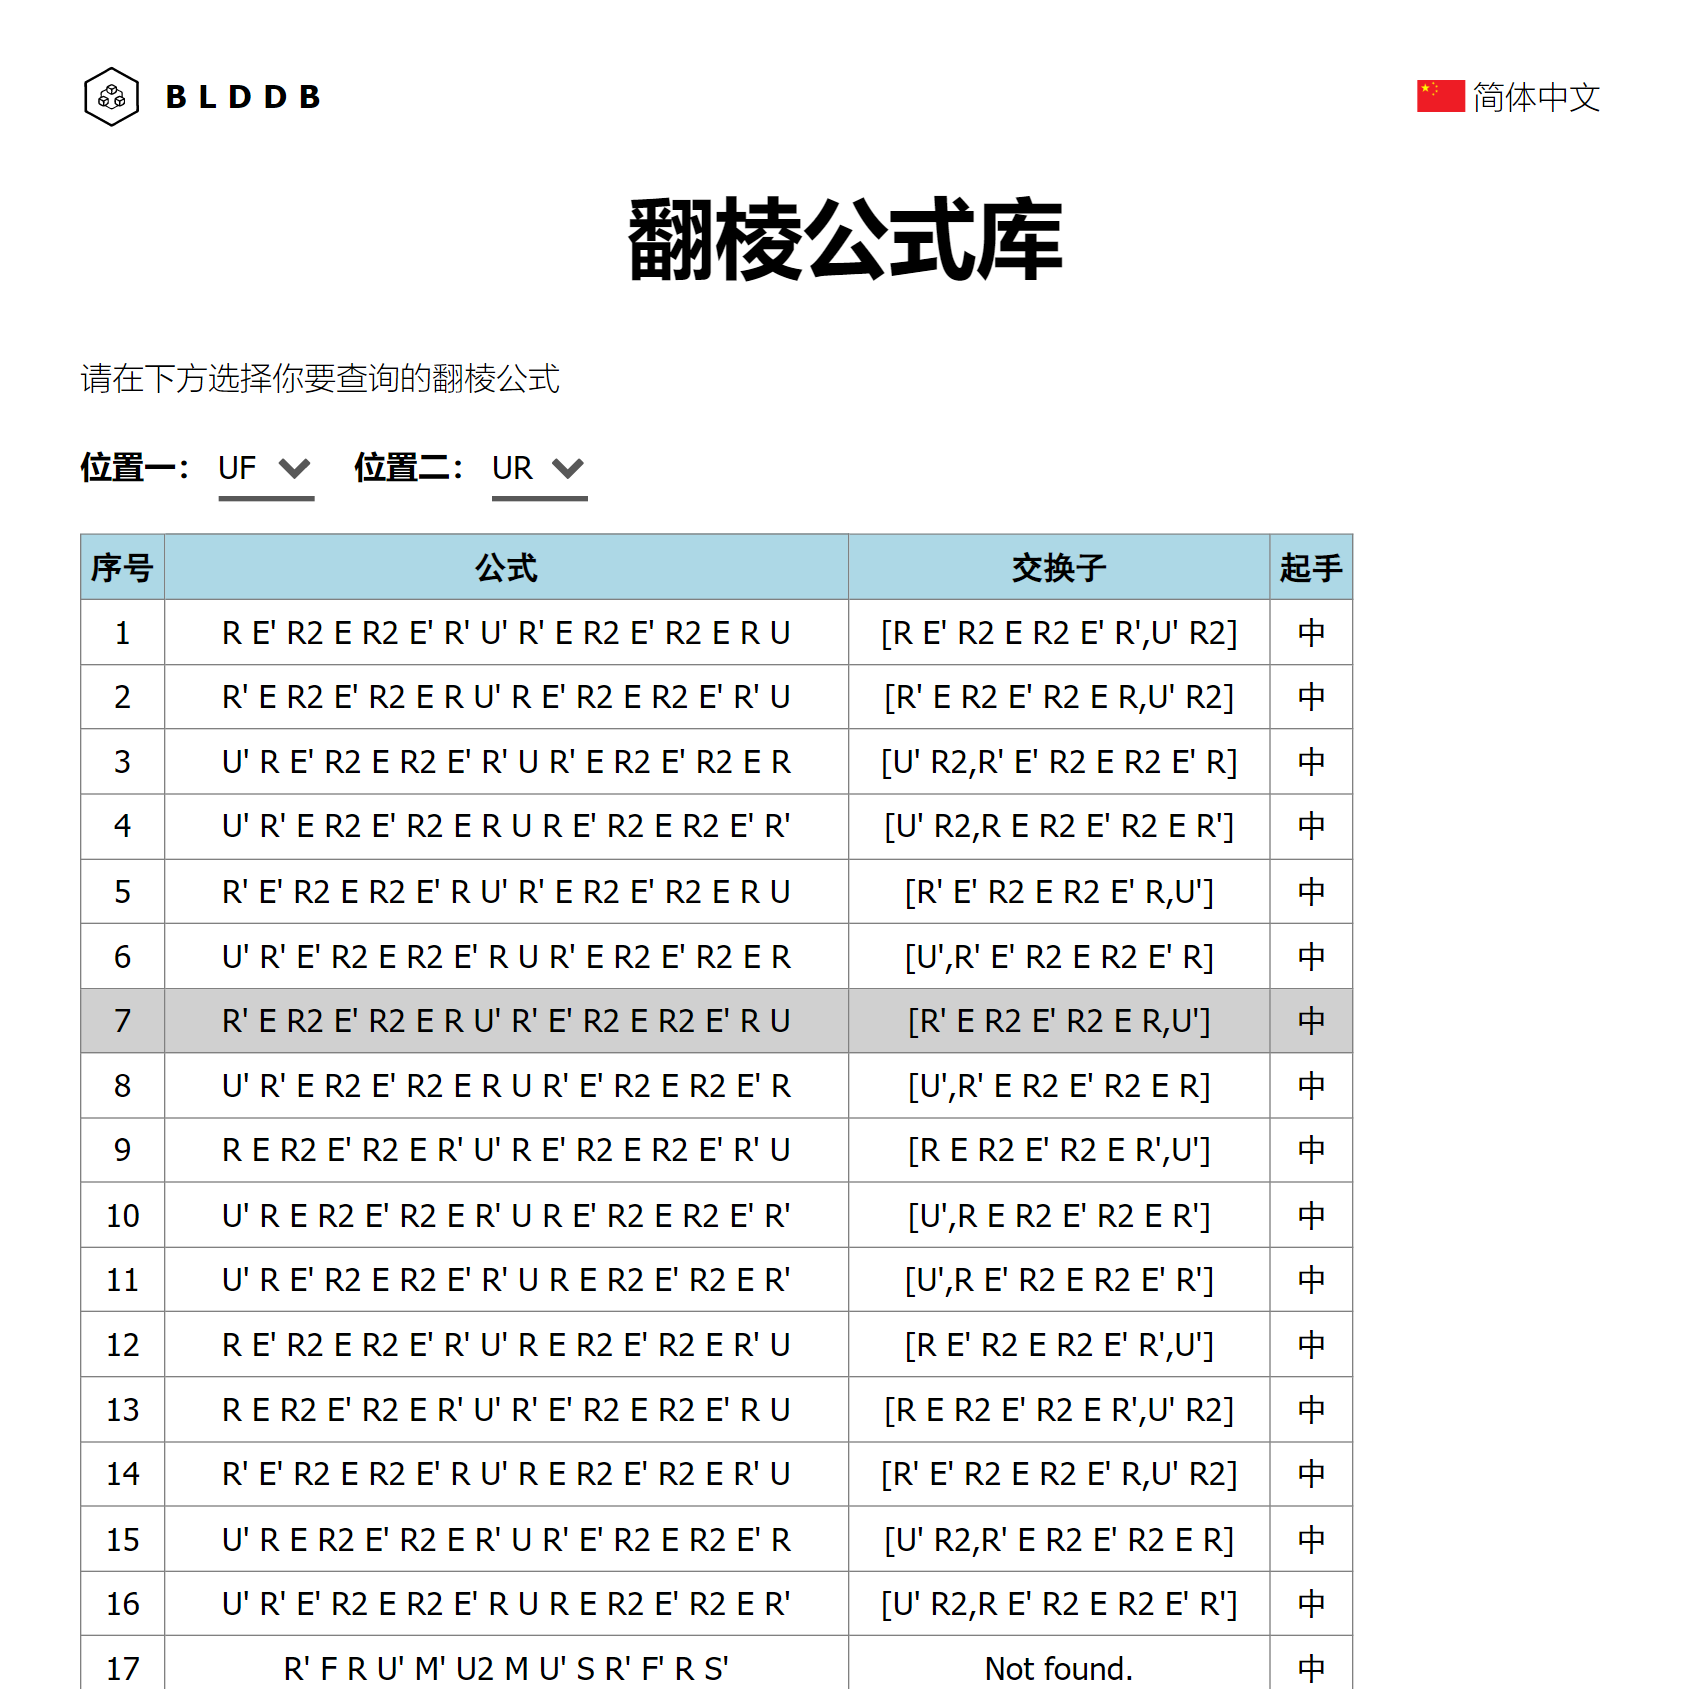 BLDDB
简体中文
翻棱公式库
请在下方选择你要查询的翻棱公式
位置一： UF 位置二： UR
序号 公式 交换子 起手
1 R E' R2 E R2 E' R' U' R' E R2 E' R2 E R U [R E' R2 E R2 E' R',U' R2] 中
2 R' E R2 E' R2 E R U' R E' R2 E R2 E' R' U [R' E R2 E' R2 E R,U' R2] 中
3 U' R E' R2 E R2 E' R' U R' E R2 E' R2 E R [U' R2,R' E' R2 E R2 E' R] 中
4 U' R' E R2 E' R2 E R U R E' R2 E R2 E' R' [U' R2,R E R2 E' R2 E R'] 中
5 R' E' R2 E R2 E' R U' R' E R2 E' R2 E R U [R' E' R2 E R2 E' R,U'] 中
6 U' R' E' R2 E R2 E' R U R' E R2 E' R2 E R [U',R' E' R2 E R2 E' R] 中
7 R' E R2 E' R2 E R U' R' E' R2 E R2 E' R U [R' E R2 E' R2 E R,U'] 中
8 U' R' E R2 E' R2 E R U R' E' R2 E R2 E' R [U',R' E R2 E' R2 E R] 中
9 R E R2 E' R2 E R' U' R E' R2 E R2 E' R' U [R E R2 E' R2 E R',U'] 中
10 U' R E R2 E' R2 E R' U R E' R2 E R2 E' R' [U',R E R2 E' R2 E R'] 中
11 U' R E' R2 E R2 E' R' U R E R2 E' R2 E R' [U',R E' R2 E R2 E' R'] 中
12 R E' R2 E R2 E' R' U' R E R2 E' R2 E R' U [R E' R2 E R2 E' R',U'] 中
13 R E R2 E' R2 E R' U' R' E' R2 E R2 E' R U [R E R2 E' R2 E R',U' R2] 中
14 R' E' R2 E R2 E' R U' R E R2 E' R2 E R' U [R' E' R2 E R2 E' R,U' R2] 中
15 U' R E R2 E' R2 E R' U R' E' R2 E R2 E' R [U' R2,R' E R2 E' R2 E R] 中
16 U' R' E' R2 E R2 E' R U R E R2 E' R2 E R' [U' R2,R E' R2 E R2 E' R'] 中
17 R' F R U' M' U2 M U' S R' F' R S' Not found. 中